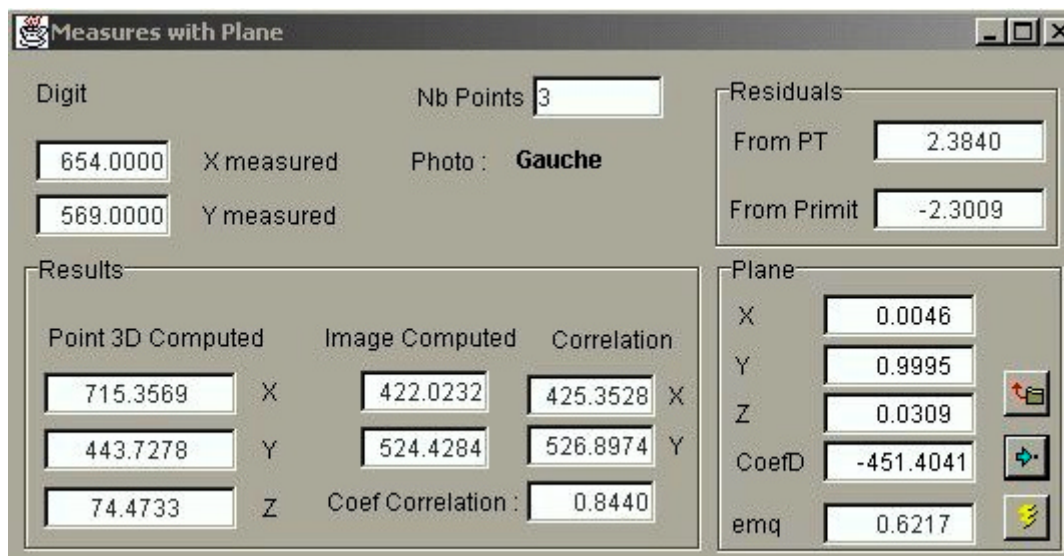 Measures with Plane
Digit
Nb Points 3
654.0000 X measured
Photo : Gauche
569.0000 Y measured
Residuals
From PT 2.3840
From Primit -2.3009
Results
Point 3D Computed Image Computed Correlation
715.3569 X 422.0232 425.3528 X
443.7278 Y 524.4284 526.8974 Y
74.4733 Z Coef Correlation : 0.8440
Plane
X 0.0046
Y 0.9995
Z 0.0309
CoefD -451.4041
emq 0.6217